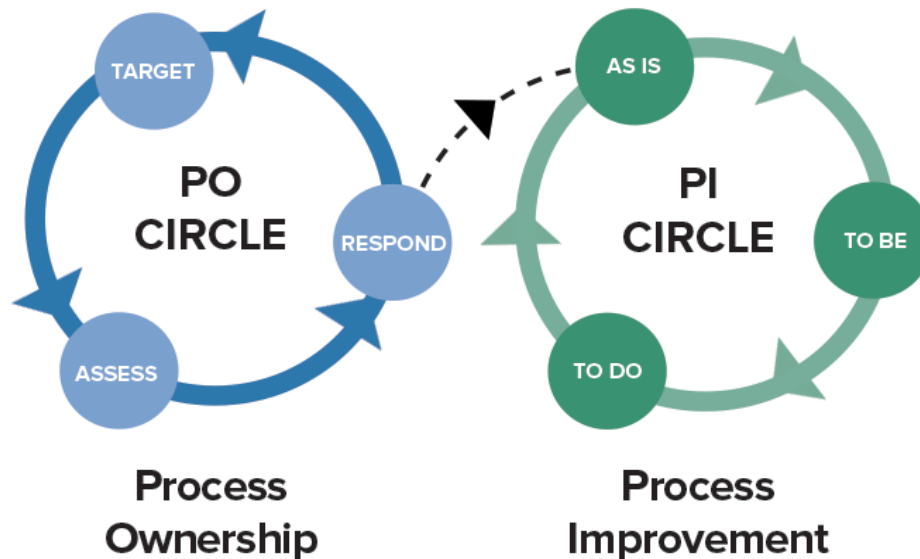 TARGET
ASSESS
RESPOND
PO
CIRCLE
Process
Ownership
AS IS
TO BE
TO DO
PI
CIRCLE
Process
Improvement